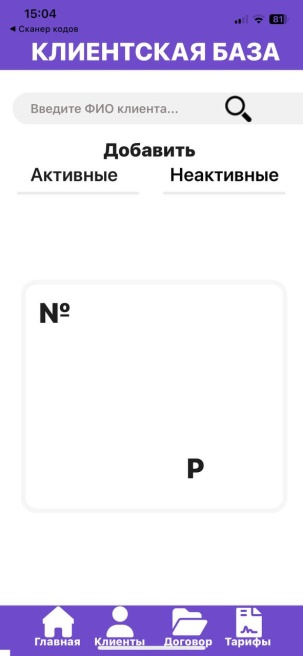 15:04
81
◀ Сканер кодов
КЛИЕНТСКАЯ БАЗА
Введите ФИО клиента...
Добавить
Активные Неактивные
№
Р
Главная Клиенты Договор Тарифы